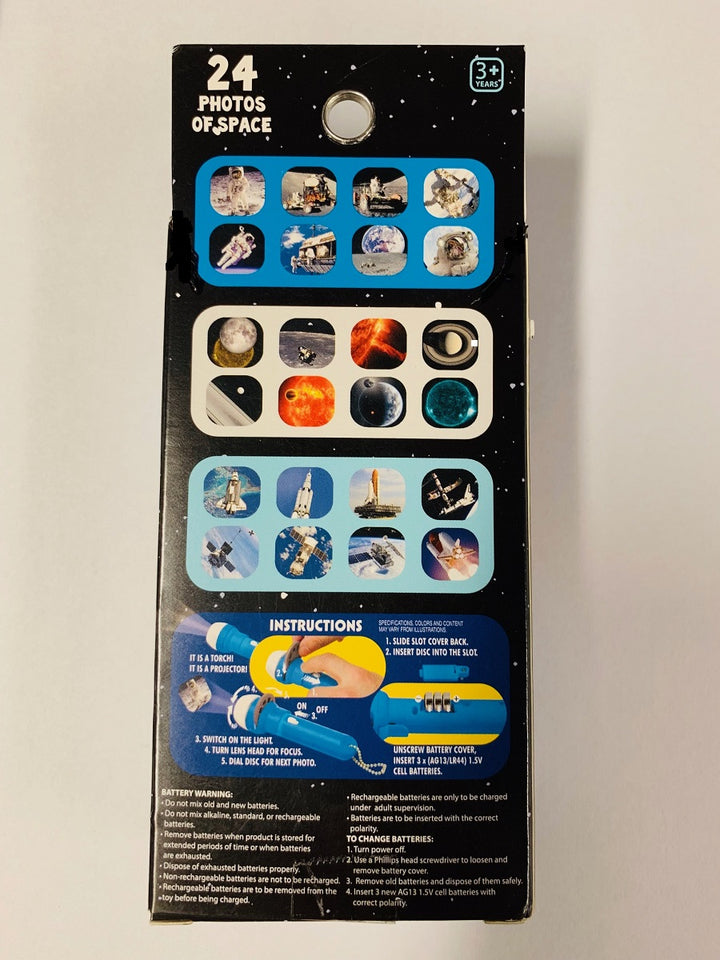 24
PHOTOS
OF SPACE
3+
YEARS
INSTRUCTIONS
SPECIFICATIONS, COLORS AND CONTENT
MAY VARY FROM ILLUSTRATIONS.
IT IS A TORCH!
IT IS A PROJECTOR!
1. SLIDE SLOT COVER BACK.
2. INSERT DISC INTO THE SLOT.
2.
1.
4.
5.
ON
OFF
3.
3. SWITCH ON THE LIGHT.
4. TURN LENS HEAD FOR FOCUS.
5. DIAL DISC FOR NEXT PHOTO.
- +
UNSCREW BATTERY COVER,
INSERT 3 x (AG13/LR44) 1.5V
CELL BATTERIES.
BATTERY WARNING:
• Do not mix old and new batteries.
• Do not mix alkaline, standard, or rechargeable
batteries.
• Remove batteries when product is stored for
extended periods of time or when batteries
are exhausted.
• Dispose of exhausted batteries properly.
• Non-rechargeable batteries are not to be recharged.
• Rechargeable batteries are to be removed from the
toy before being charged.
• Rechargeable batteries are only to be charged
under adult supervision.
• Batteries are to be inserted with the correct
polarity.
TO CHANGE BATTERIES:
1. Turn power off.
2. Use a Phillips head screwdriver to loosen and
remove battery cover.
3. Remove old batteries and dispose of them safely.
4. Insert 3 new AG13 1.5V cell batteries with
correct polarity.